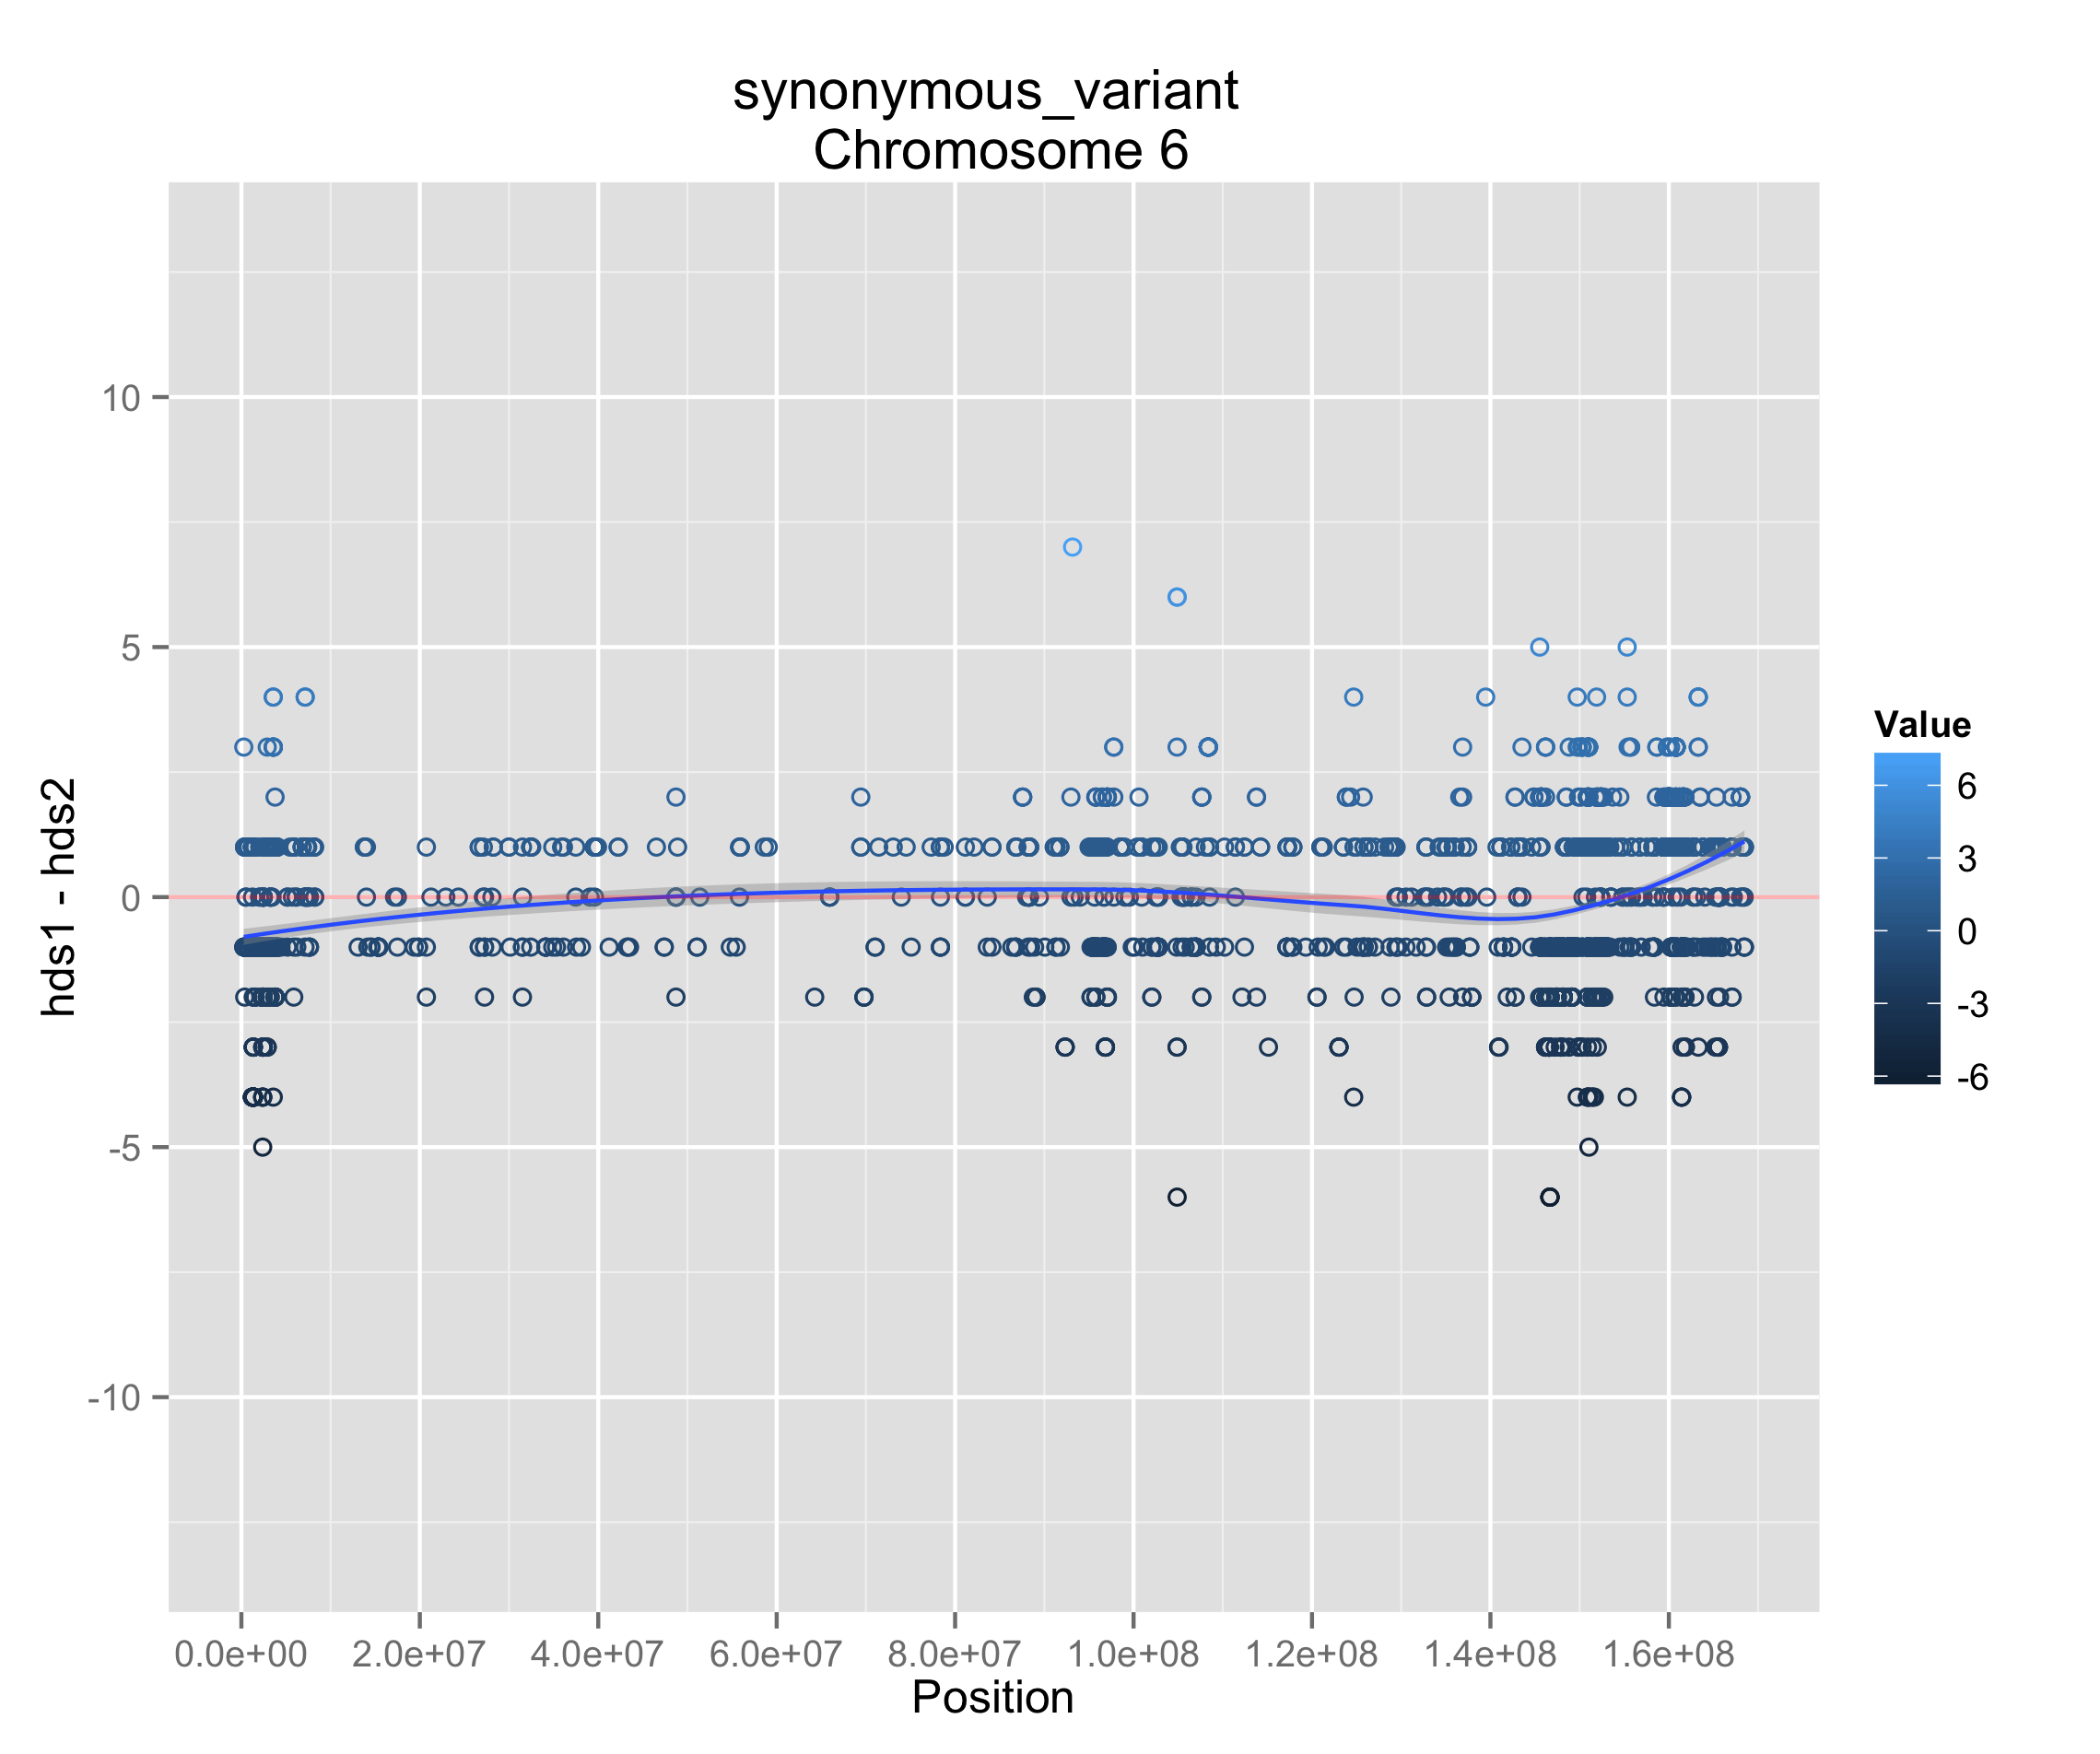 synonymous_variant
Chromosome 6
10
5
0
-5
-10
hds1 - hds2
0.0e+00 2.0e+07 4.0e+07 6.0e+07 8.0e+07 1.0e+08 1.2e+08 1.4e+08 1.6e+08
Position
Value
6
3
0
-3
-6